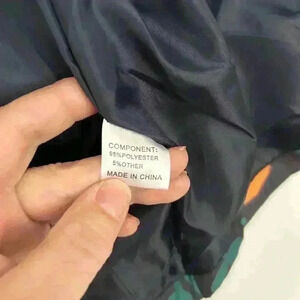 COMPONENT:
95%POLYESTER
5%OTHER
MADE IN CHINA